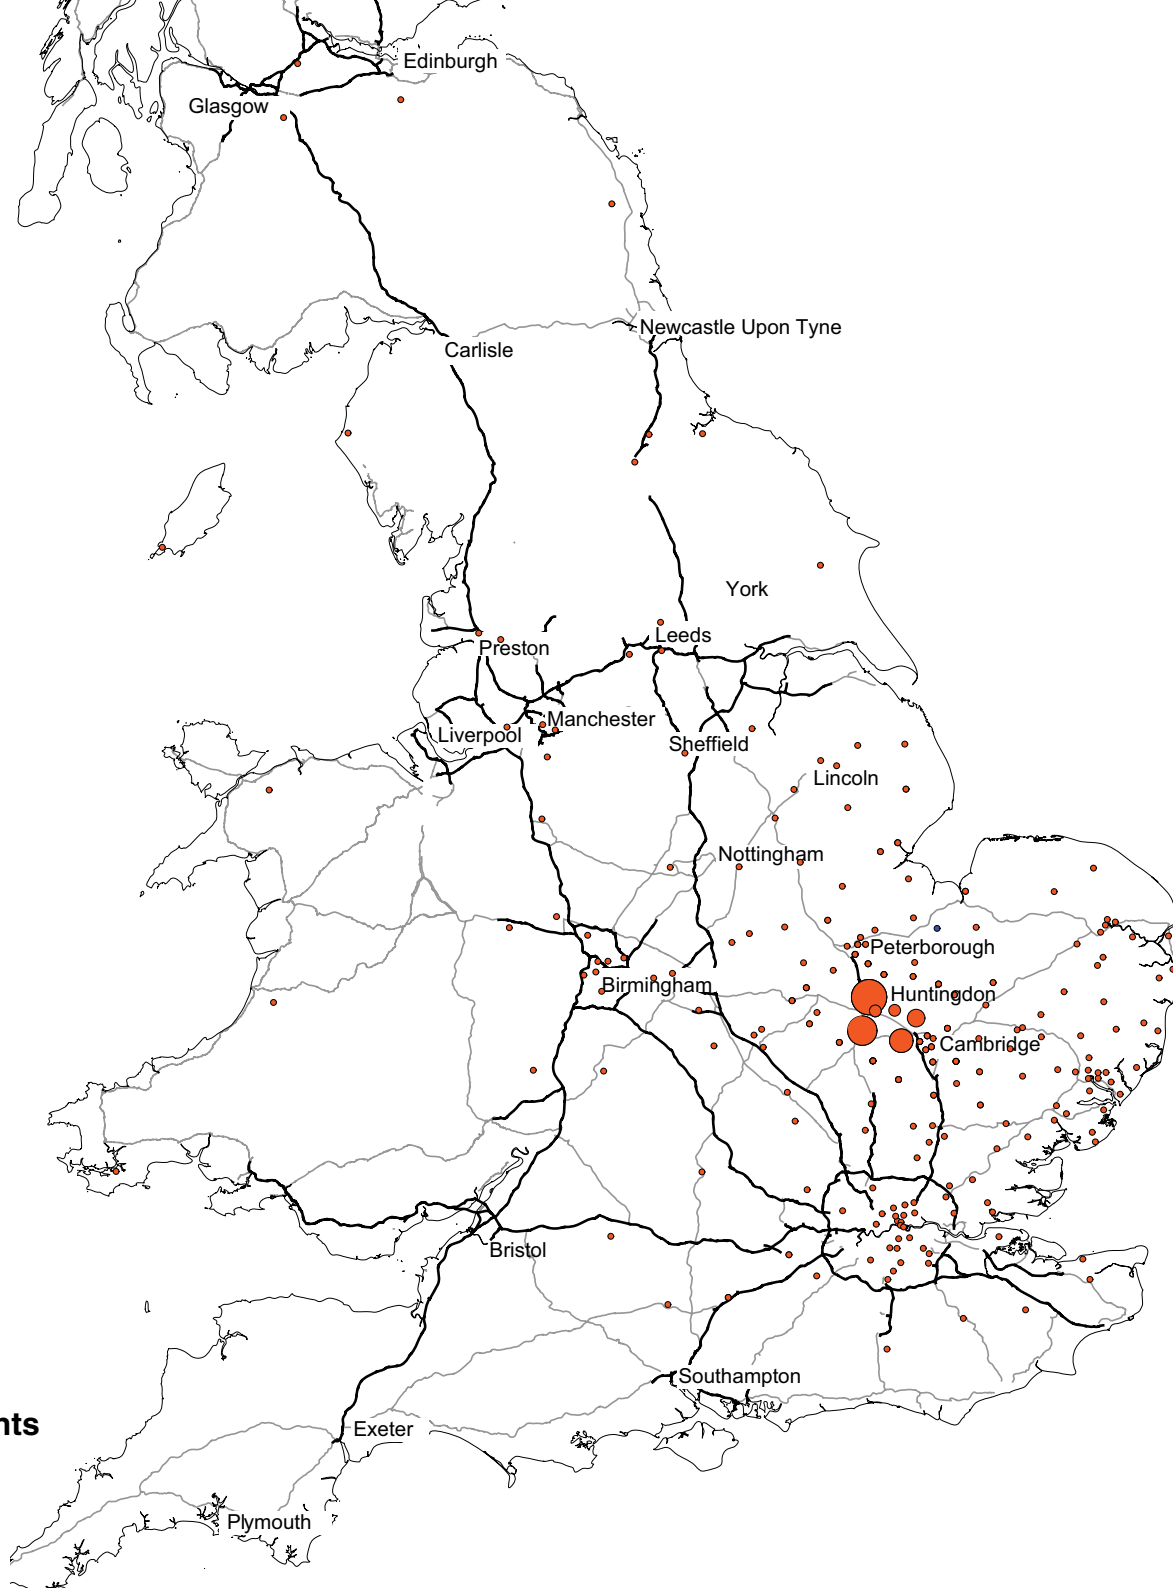 Edinburgh
Glasgow
Newcastle Upon Tyne
Carlisle
York
Leeds
Preston
Manchester
Liverpool
Sheffield
Lincoln
Nottingham
Peterborough
Birmingham
Huntingdon
Cambridge
Bristol
Southampton
nts
Exeter
Plymouth